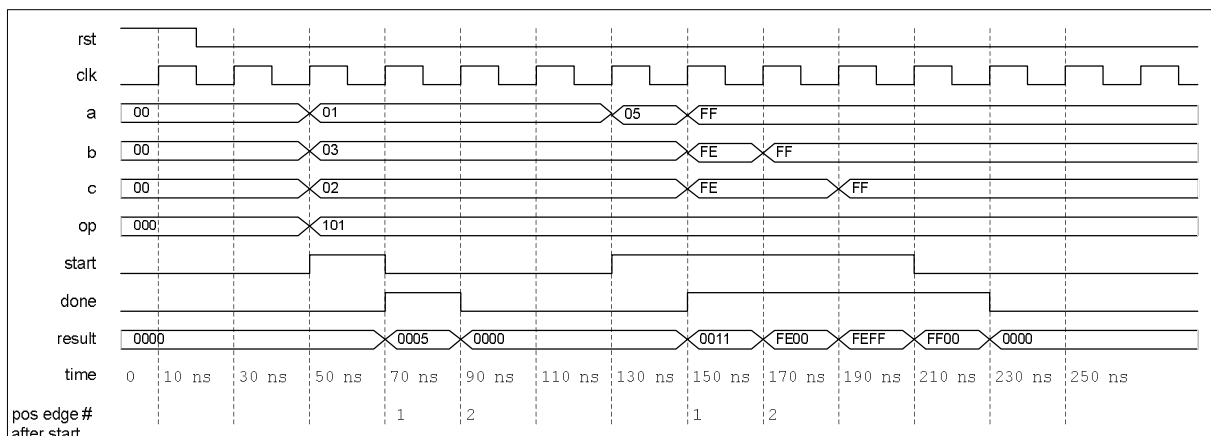 rst
clk
a 00 01 05 FF
b 00 03 FE FF
c 00 02 FE FF
op 000 101
start
done
result 0000 0005 0000 0011 FE00 FEFF FF00 0000
time 0 10 ns 30 ns 50 ns 70 ns 90 ns 110 ns 130 ns 150 ns 170 ns 190 ns 210 ns 230 ns 250 ns
pos edge # 1 2 1 2
after start